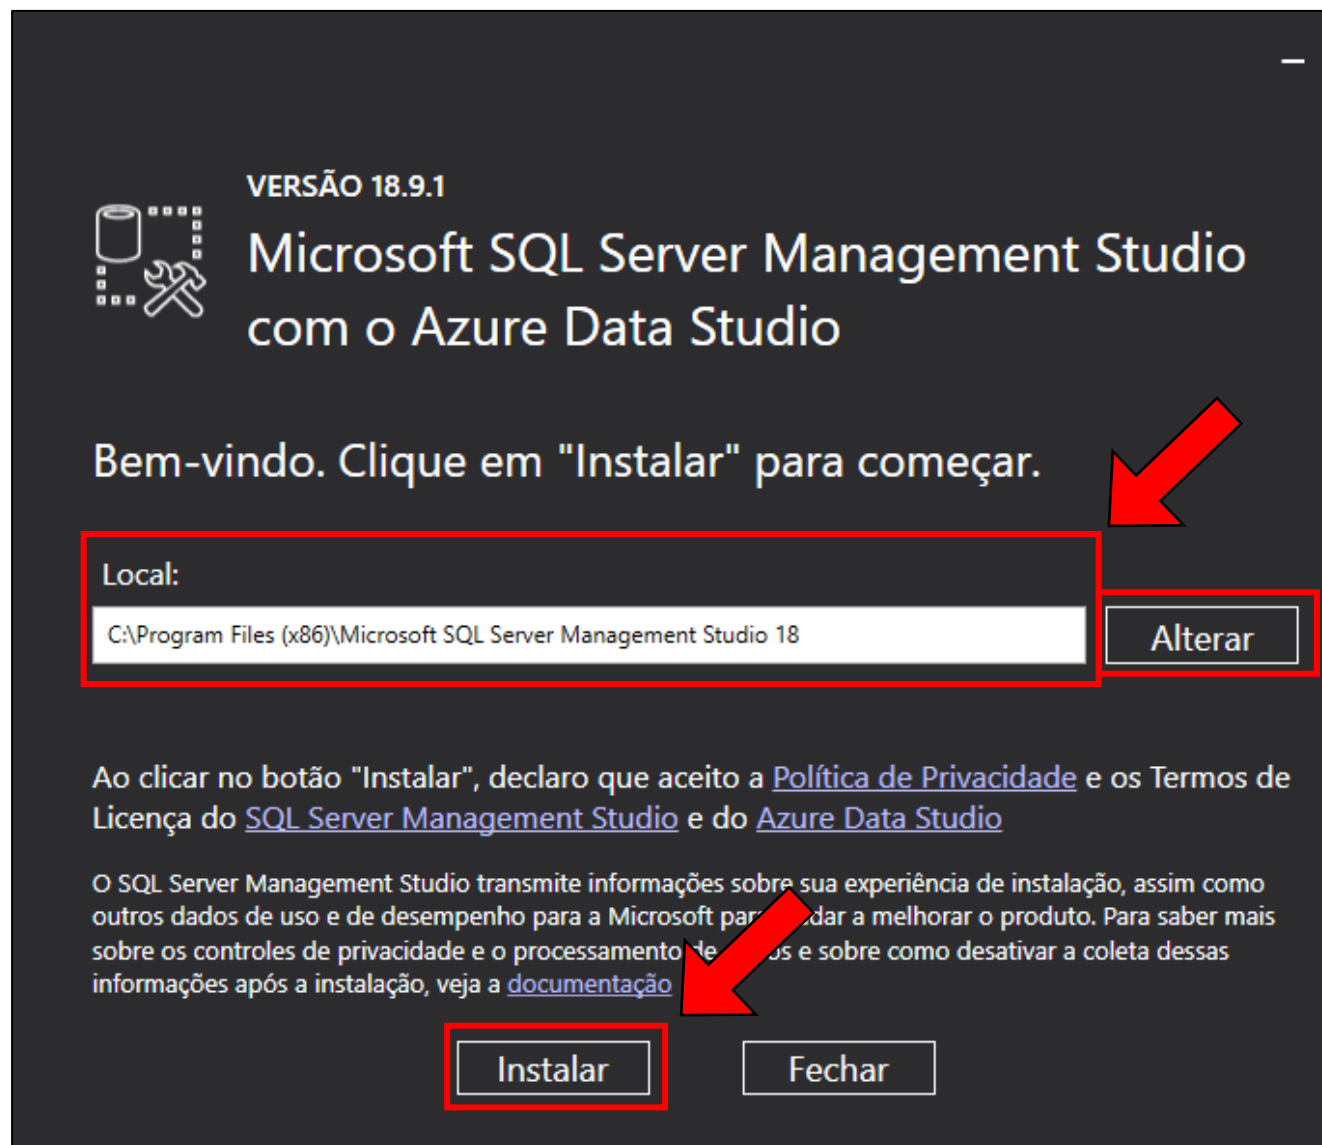 VERSÃO 18.9.1
Microsoft SQL Server Management Studio
com o Azure Data Studio
Bem-vindo. Clique em "Instalar" para começar.
Local:
C:\Program Files (x86)\Microsoft SQL Server Management Studio 18
Alterar
Ao clicar no botão "Instalar", declaro que aceito a Política de Privacidade e os Termos de
Licença do SQL Server Management Studio e do Azure Data Studio
O SQL Server Management Studio transmite informações sobre sua experiência de instalação, assim como
outros dados de uso e de desempenho para a Microsoft a melhorar o produto. Para saber mais
sobre os controles de privacidade e o processamento de e sobre como desativar a coleta dessas
informações após a instalação, veja a documentação
Instalar
Fechar